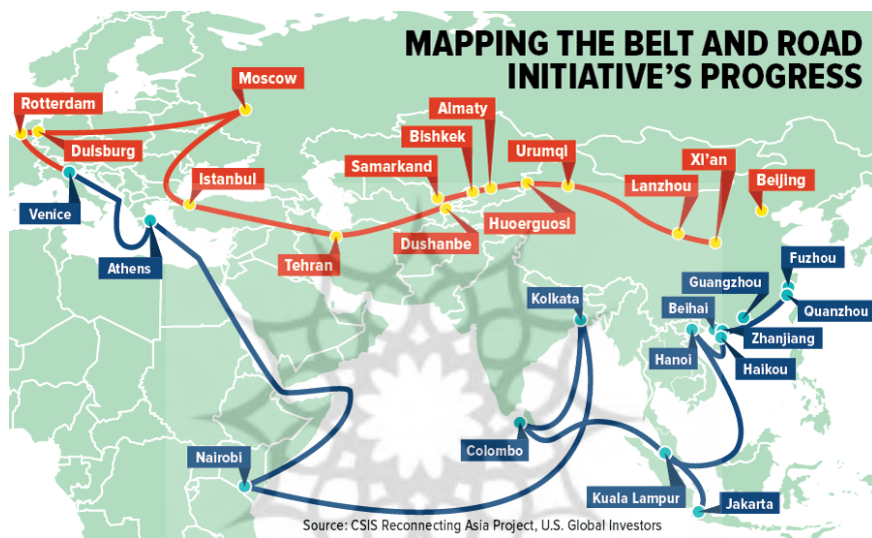 MAPPING THE BELT AND ROAD
INITIATIVE'S PROGRESS
Moscow
Rotterdam
Duisburg
Almaty
Bishkek
Urumqi
Samarkand
Xi'an
Istanbul
Lanzhou
Beijing
Venice
Huoerguosi
Dushanbe
Tehran
Athens
Fuzhou
Guangzhou
Kolkata
Beihai
Quanzhou
Zhanjiang
Hanoi
Haikou
Colombo
Nairobi
Kuala Lampur
Jakarta
Source: CSIS Reconnecting Asia Project, U.S. Global Investors